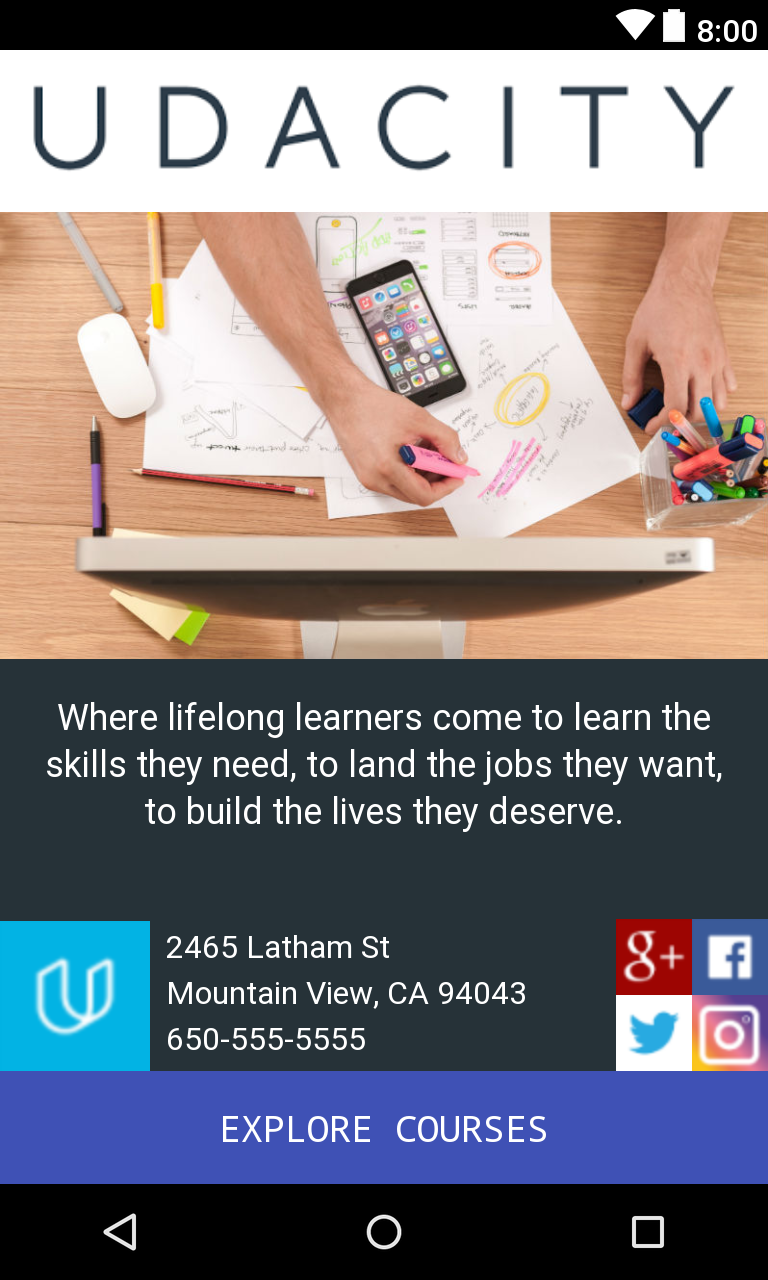 8:00
UDACITY
Where lifelong learners come to learn the
skills they need, to land the jobs they want,
to build the lives they deserve.
2465 Latham St
Mountain View, CA 94043
650-555-5555
g+
EXPLORE COURSES